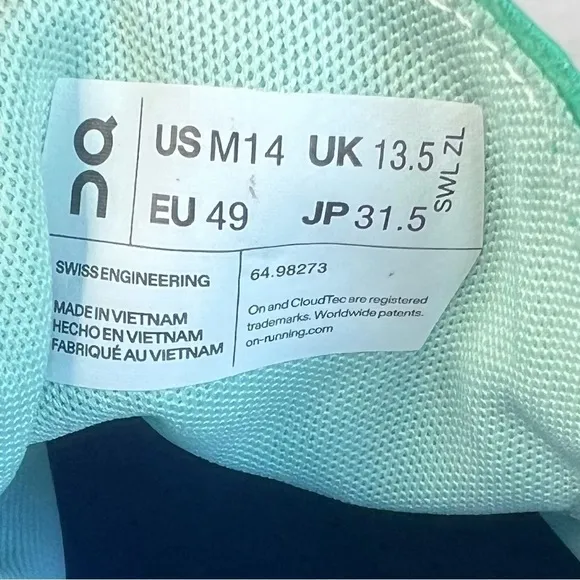 On
US M14 UK 13.5
EU 49 JP 31.5
SWL ZL
SWISS ENGINEERING
64.98273
MADE IN VIETNAM
HECHO EN VIETNAM
FABRIQUÉ AU VIETNAM
On and CloudTec are registered
trademarks. Worldwide patents.
on-running.com